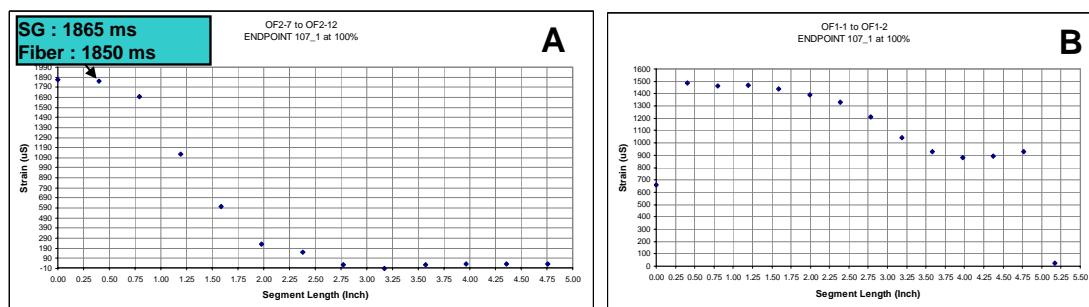 SG : 1865 ms
Fiber : 1850 ms
OF2-7 to OF2-12
ENDPOINT 107_1 at 100%
A
1990
1890
1790
1690
1590
1490
1390
1290
1190
1090
990
890
790
690
590
490
390
290
190
90
-10
Strain (uS)
0.00 0.25 0.50 0.75 1.00 1.25 1.50 1.75 2.00 2.25 2.50 2.75 3.00 3.25 3.50 3.75 4.00 4.25 4.50 4.75 5.00
Segment Length (Inch)
OF1-1 to OF1-2
ENDPOINT 107_1 at 100%
B
1600
1500
1400
1300
1200
1100
1000
900
800
700
600
500
400
300
200
100
0
Strain (uS)
0.00 0.25 0.50 0.75 1.00 1.25 1.50 1.75 2.00 2.25 2.50 2.75 3.00 3.25 3.50 3.75 4.00 4.25 4.50 4.75 5.00 5.25 5.50
Segment Length (Inch)